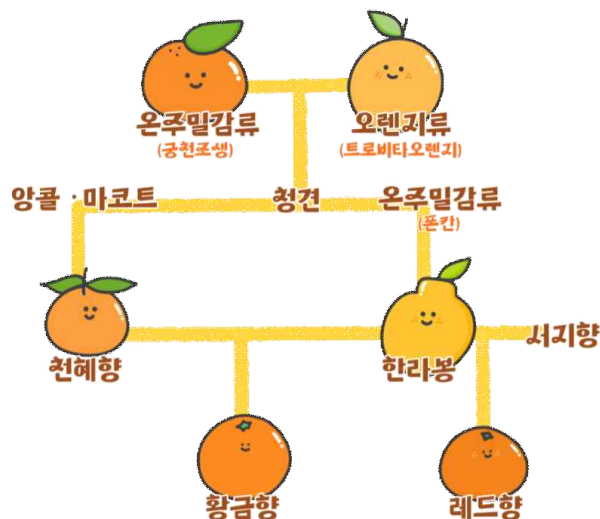 온주밀감류
(궁천조생)
오렌지류
(트로비타오렌지)
앙콜·마코트
청견
온주밀감류
(폰칸)
천혜향
한라봉
서지향
황금향
레드향